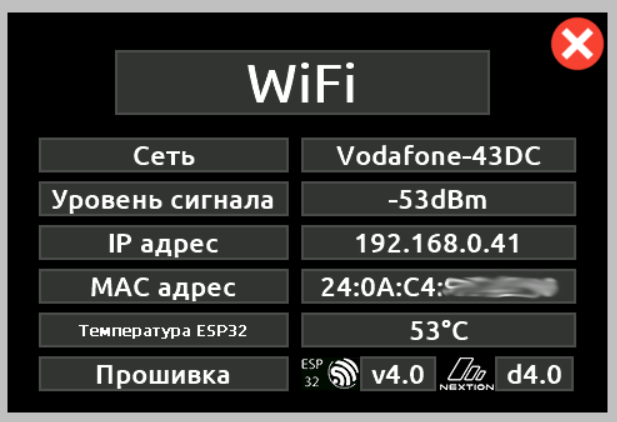 WiFi
Сеть Vodafone-43DC
Уровень сигнала -53dBm
IP адрес 192.168.0.41
MAC адрес 24:0A:C4:
Температура ESP32 53°C
Прошивка ESP 32 v4.0 NEXTION d4.0